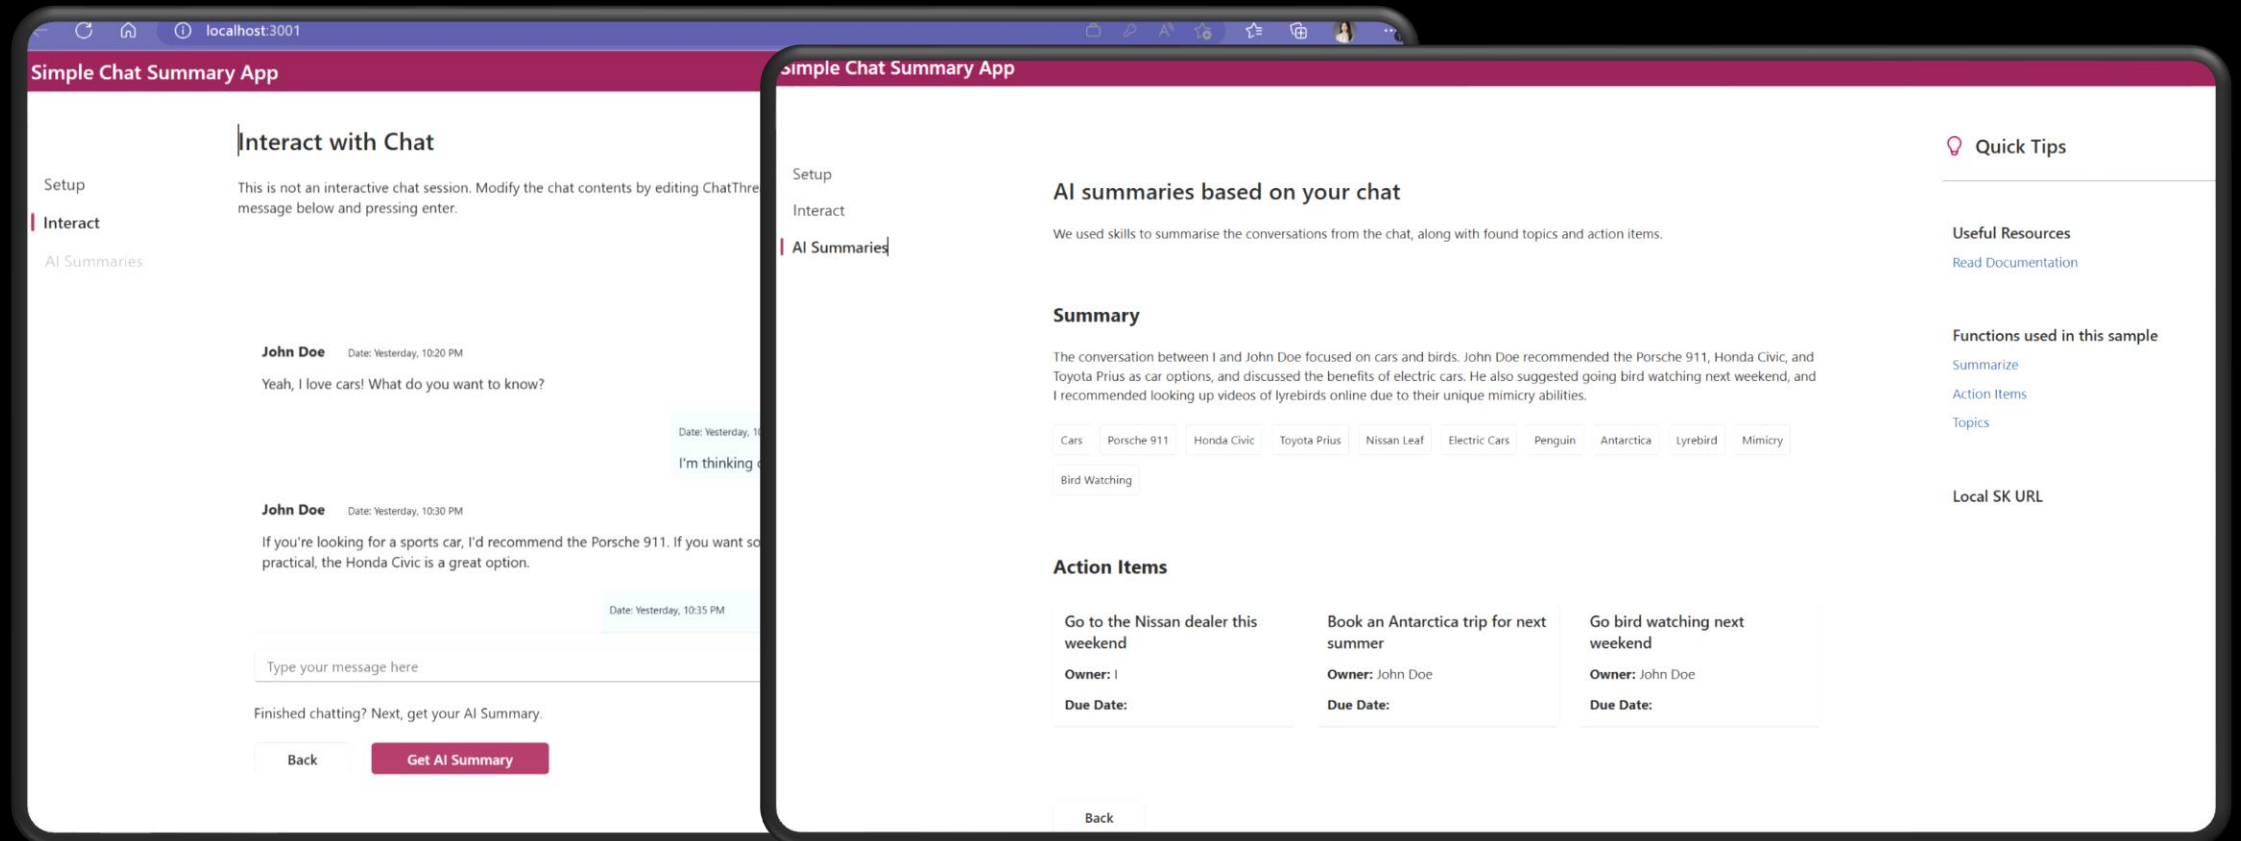 localhost:3001
Simple Chat Summary App
Setup
Interact
AI Summaries
Interact with Chat
This is not an interactive chat session. Modify the chat contents by editing ChatThre
message below and pressing enter.
John Doe Date: Yesterday, 10:20 PM
Yeah, I love cars! What do you want to know?
Date: Yesterday, 10
I'm thinking
John Doe Date: Yesterday, 10:30 PM
If you're looking for a sports car, I'd recommend the Porsche 911. If you want so
practical, the Honda Civic is a great option.
Date: Yesterday, 10:35 PM
Type your message here
Finished chatting? Next, get your AI Summary.
Back Get AI Summary
Simple Chat Summary App
Setup
Interact
AI Summaries
AI summaries based on your chat
We used skills to summarise the conversations from the chat, along with found topics and action items.
Summary
The conversation between I and John Doe focused on cars and birds. John Doe recommended the Porsche 911, Honda Civic, and
Toyota Prius as car options, and discussed the benefits of electric cars. He also suggested going bird watching next weekend, and
I recommended looking up videos of lyrebirds online due to their unique mimicry abilities.
Cars Porsche 911 Honda Civic Toyota Prius Nissan Leaf Electric Cars Penguin Antarctica Lyrebird Mimicry
Bird Watching
Action Items
Go to the Nissan dealer this
weekend
Owner: I
Due Date:
Book an Antarctica trip for next
summer
Owner: John Doe
Due Date:
Go bird watching next
weekend
Owner: John Doe
Due Date:
Back
Quick Tips
Useful Resources
Read Documentation
Functions used in this sample
Summarize
Action Items
Topics
Local SK URL